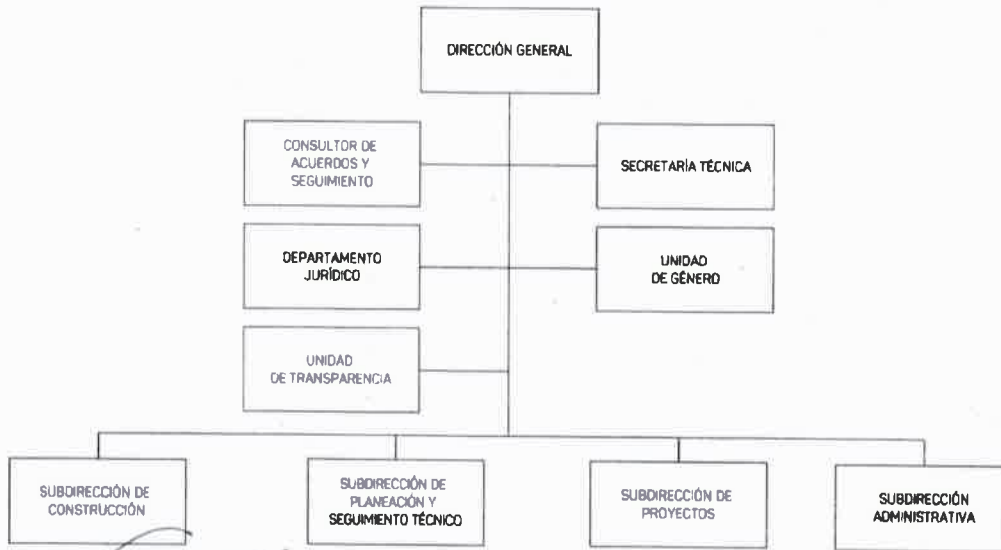 DIRECCIÓN GENERAL
CONSULTOR DE
ACUERDOS Y
SEGUIMIENTO
SECRETARÍA TÉCNICA
DEPARTAMENTO
JURÍDICO
UNIDAD
DE GÉNERO
UNIDAD
DE TRANSPARENCIA
SUBDIRECCIÓN DE
CONSTRUCCIÓN
SUBDIRECCIÓN DE
PLANEACIÓN Y
SEGUIMIENTO TÉCNICO
SUBDIRECCIÓN DE
PROYECTOS
SUBDIRECCIÓN
ADMINISTRATIVA